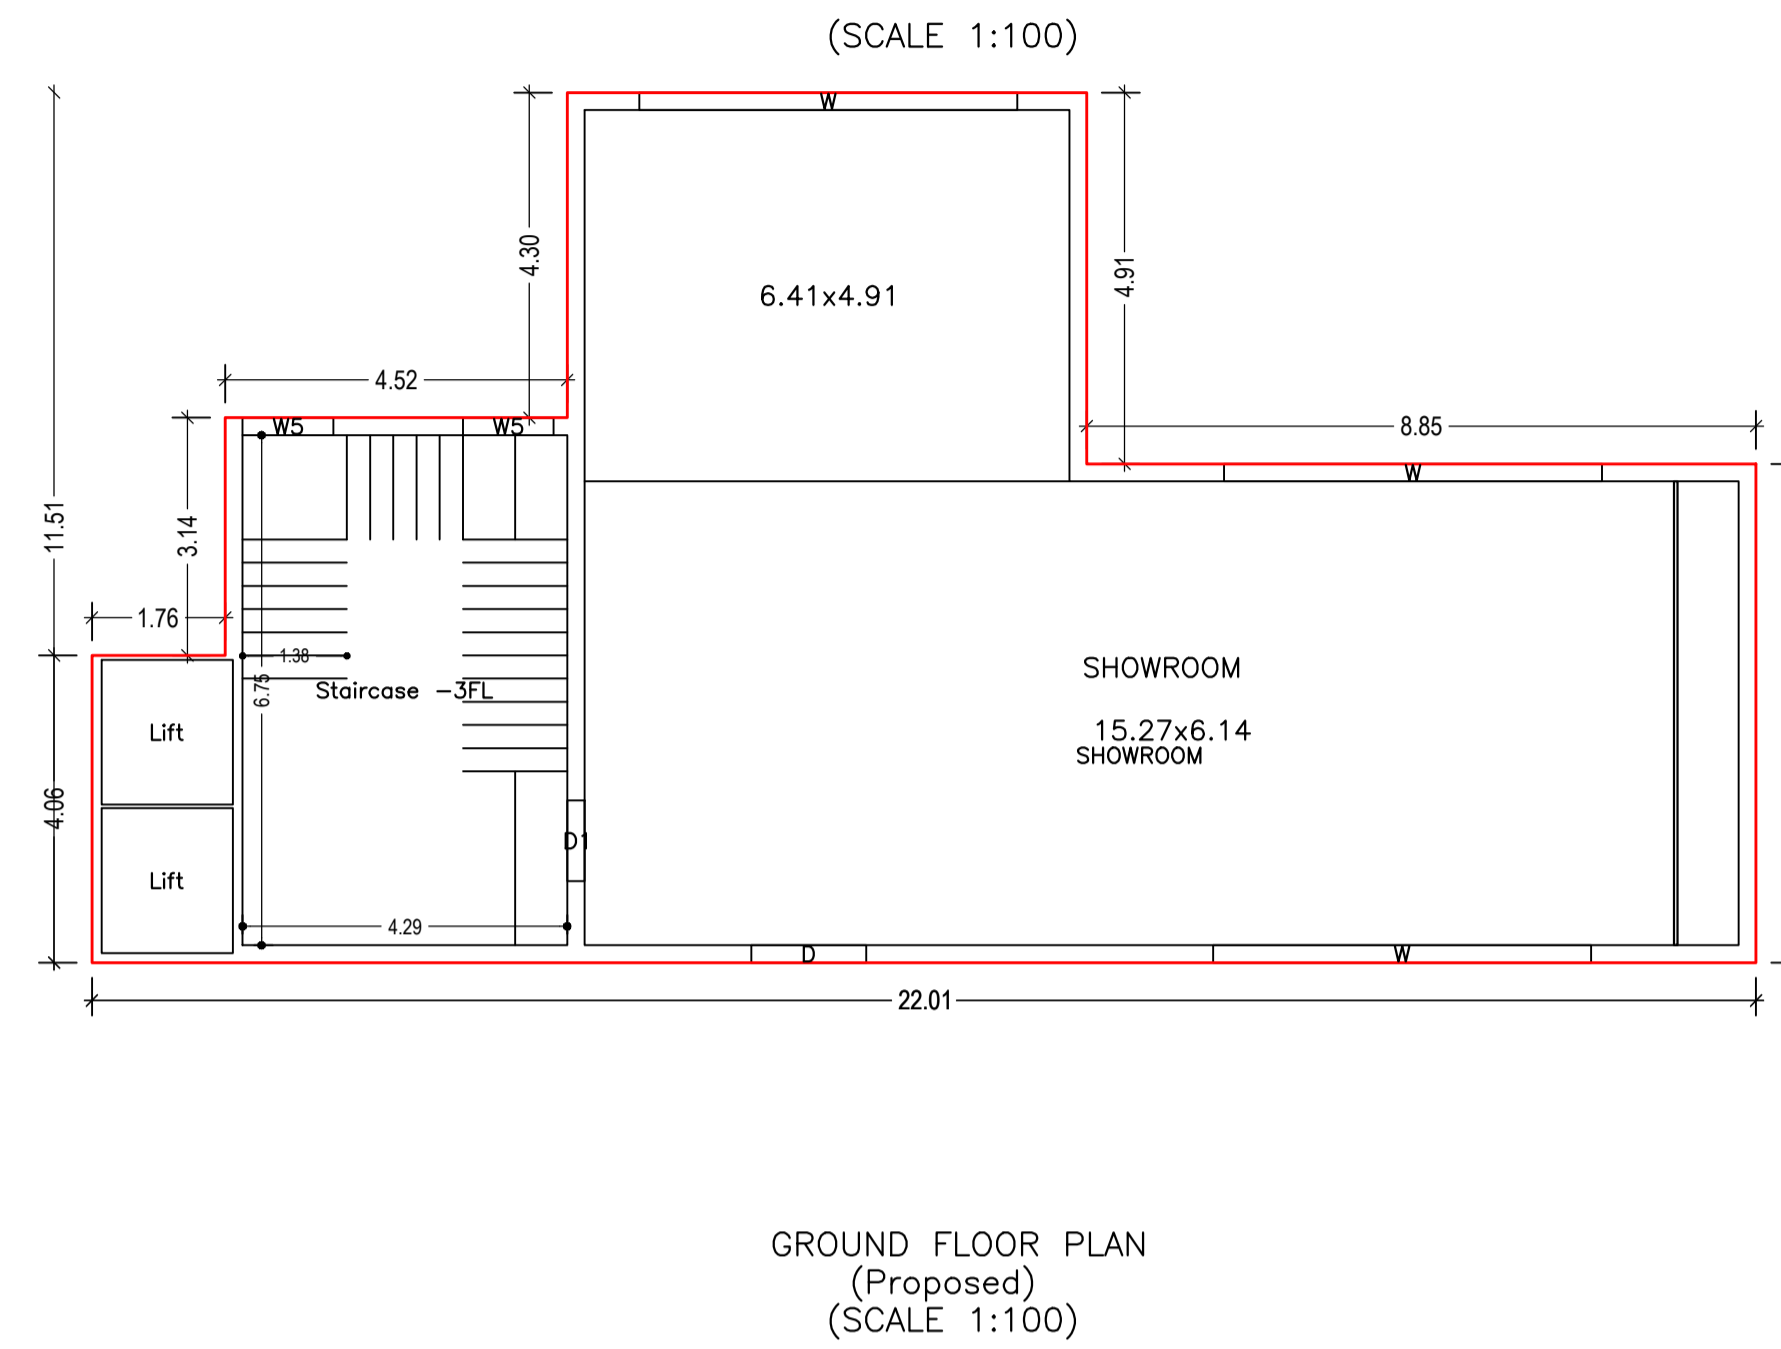 (SCALE 1:100)
W
4.30
4.91
6.41x4.91
4.52
W5
W5
8.85
W
11.51
3.14
1.76
1.38
6.75
Staircase -3FL
SHOWROOM
15.27x6.14
SHOWROOM
Lift
4.06
D1
Lift
4.29
D
W
22.01
GROUND FLOOR PLAN
(Proposed)
(SCALE 1:100)